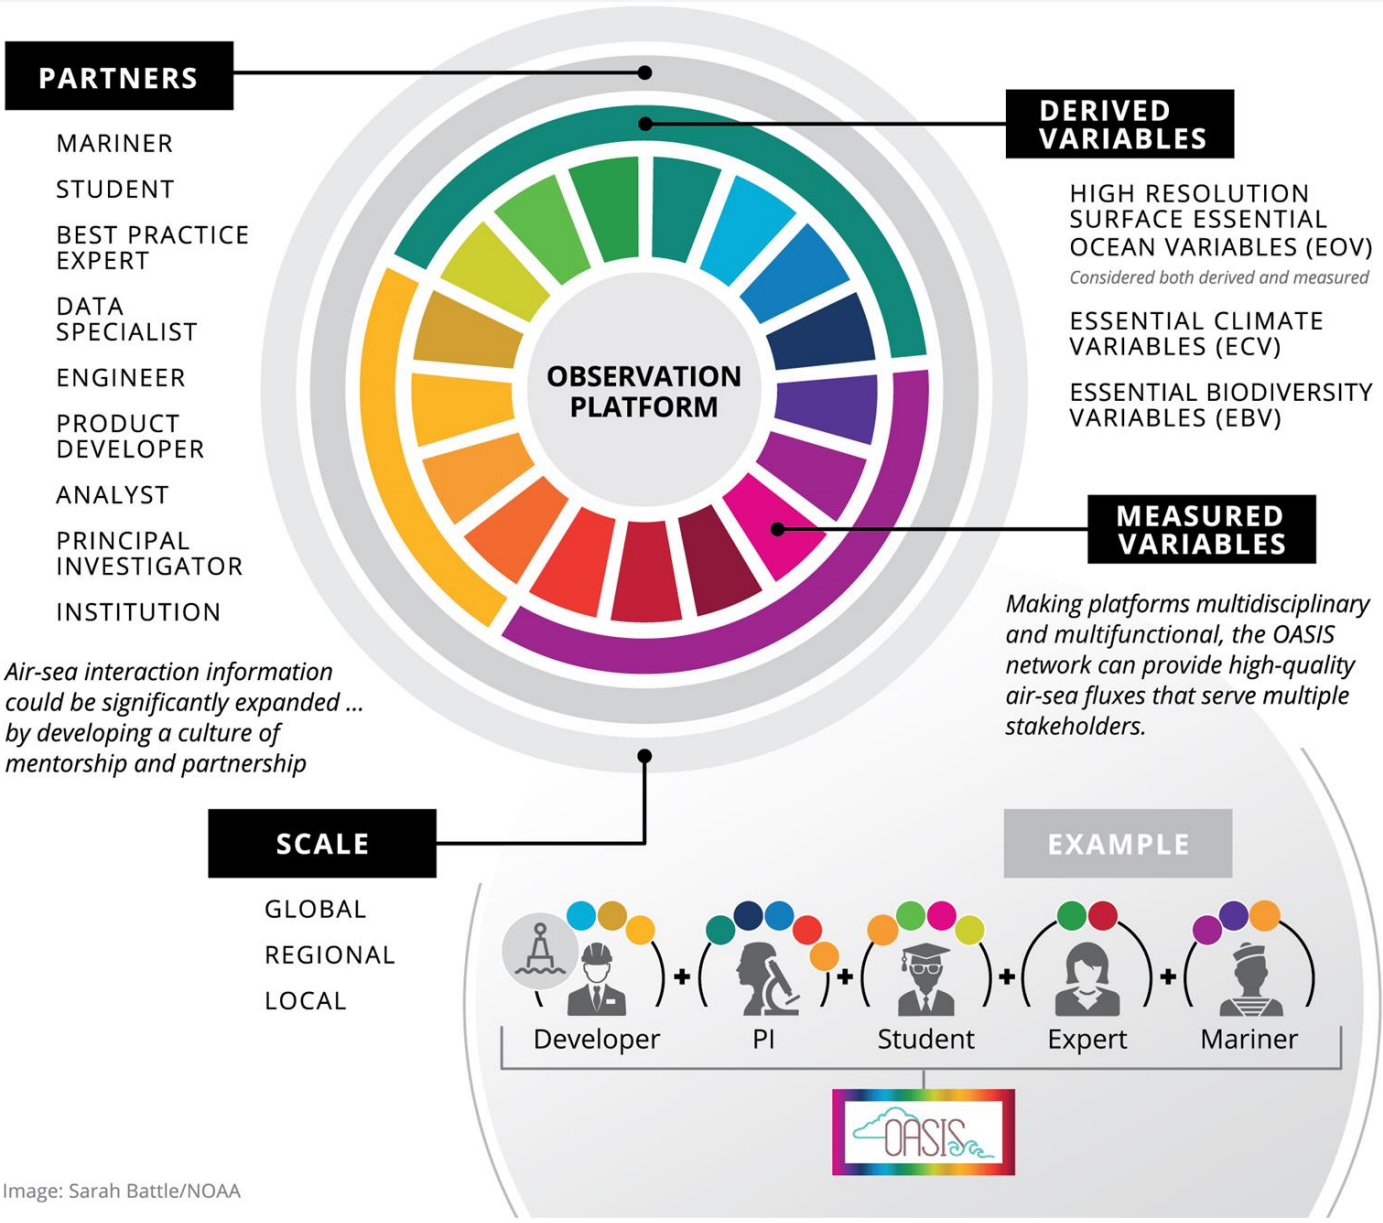 PARTNERS
MARINER
STUDENT
BEST PRACTICE
EXPERT
DATA
SPECIALIST
ENGINEER
PRODUCT
DEVELOPER
ANALYST
PRINCIPAL
INVESTIGATOR
INSTITUTION
Air-sea interaction information
could be significantly expanded ...
by developing a culture of
mentorship and partnership
OBSERVATION
PLATFORM
DERIVED
VARIABLES
HIGH RESOLUTION
SURFACE ESSENTIAL
OCEAN VARIABLES (EOV)
Considered both derived and measured
ESSENTIAL CLIMATE
VARIABLES (ECV)
ESSENTIAL BIODIVERSITY
VARIABLES (EBV)
MEASURED
VARIABLES
Making platforms multidisciplinary
and multifunctional, the OASIS
network can provide high-quality
air-sea fluxes that serve multiple
stakeholders.
SCALE
GLOBAL
REGIONAL
LOCAL
EXAMPLE
Developer + PI + Student + Expert + Mariner
OASIS
Image: Sarah Battle/NOAA